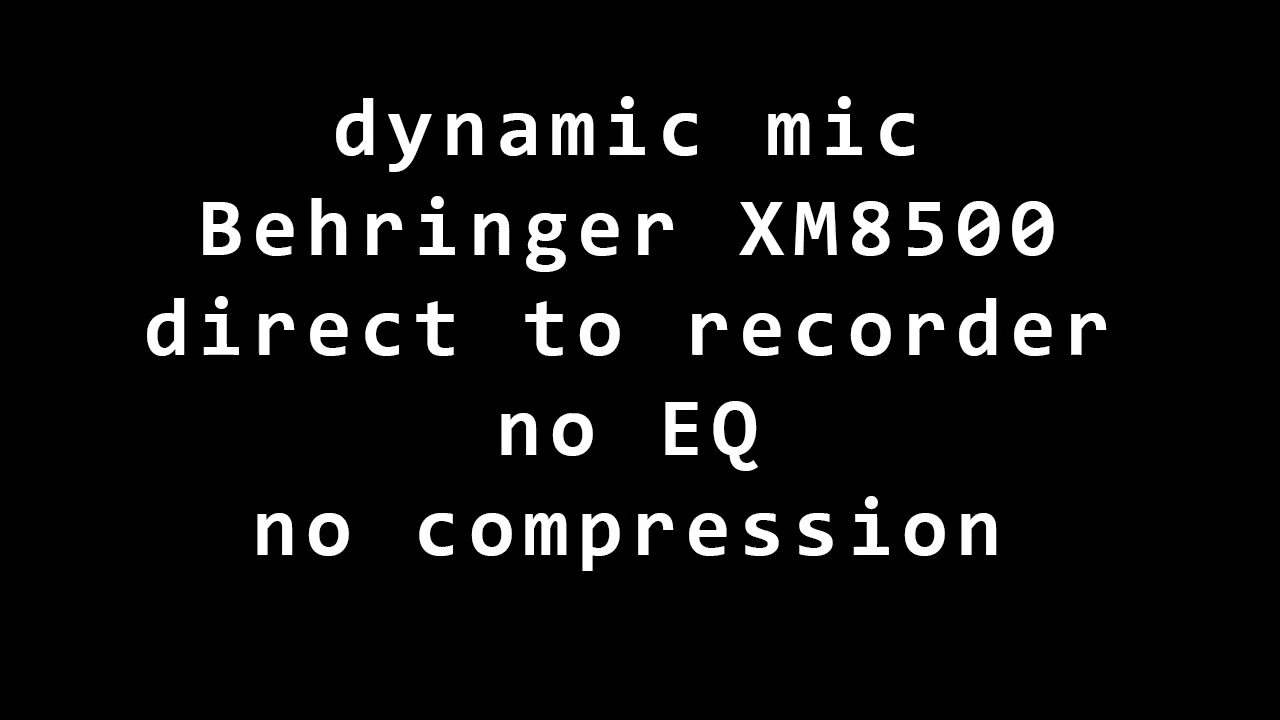 dynamic mic
Behringer XM8500
direct to recorder
no EQ
no compression